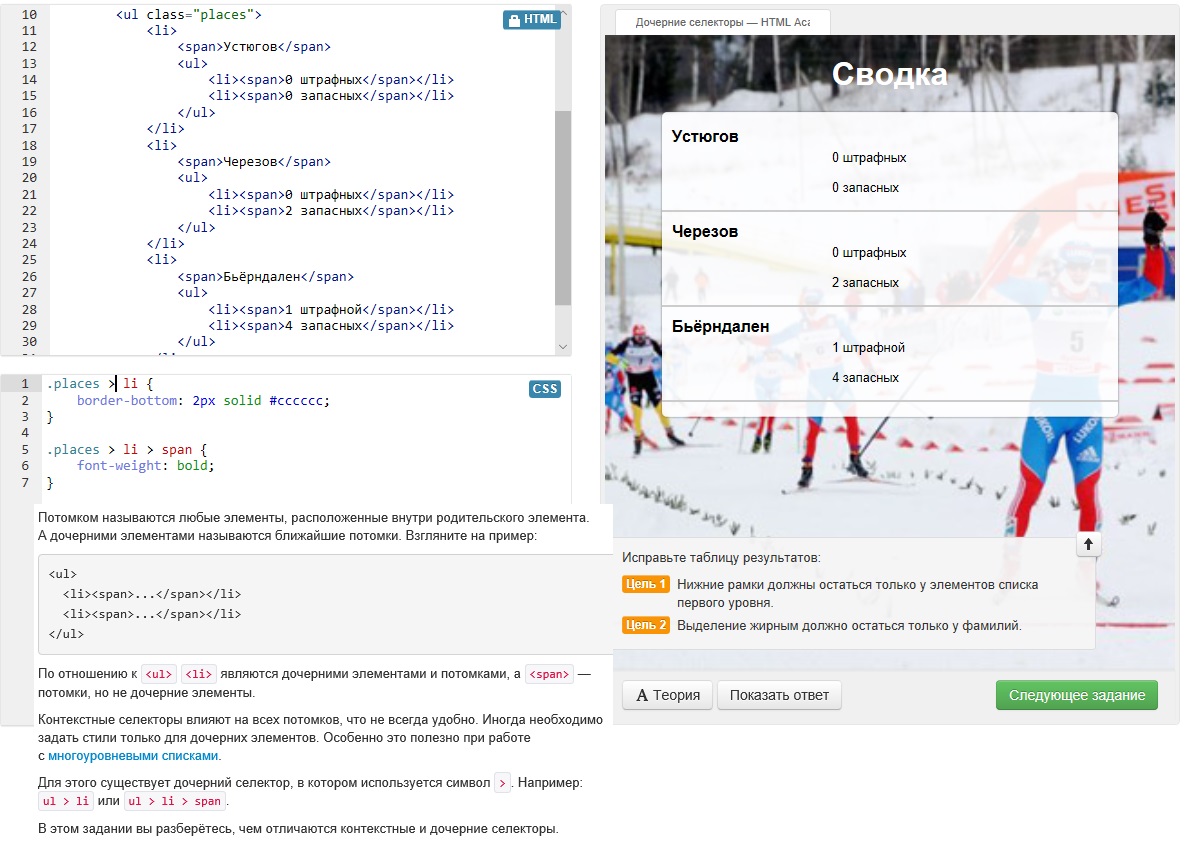 10 <ul class="places">
11 <li>
12 <span>Устюгов</span>
13 <ul>
14 <li><span>0 штрафных</span></li>
15 <li><span>0 запасных</span></li>
16 </ul>
17 </li>
18 <li>
19 <span>Черезов</span>
20 <ul>
21 <li><span>0 штрафных</span></li>
22 <li><span>2 запасных</span></li>
23 </ul>
24 </li>
25 <li>
26 <span>Бьёрндален</span>
27 <ul>
28 <li><span>1 штрафной</span></li>
29 <li><span>4 запасных</span></li>
30 </ul>
HTML
1 .places > li {
2 border-bottom: 2px solid #cccccc;
3 }
4
5 .places > li > span {
6 font-weight: bold;
7 }
CSS
Потомком называются любые элементы, расположенные внутри родительского элемента.
А дочерними элементами называются ближайшие потомки. Взгляните на пример:
<ul>
<li><span>...</span></li>
<li><span>...</span></li>
</ul>
По отношению к <ul> <li> являются дочерними элементами и потомками, а <span> —
потомки, но не дочерние элементы.
Контекстные селекторы влияют на всех потомков, что не всегда удобно. Иногда необходимо
задать стили только для дочерних элементов. Особенно это полезно при работе
с многоуровневыми списками.
Для этого существует дочерний селектор, в котором используется символ >. Например:
ul > li или ul > li > span.
В этом задании вы разберётесь, чем отличаются контекстные и дочерние селекторы.
Дочерние селекторы — HTML Aca
Сводка
Устюгов
0 штрафных
0 запасных
Черезов
0 штрафных
2 запасных
Бьёрндален
1 штрафной
4 запасных
5
Исправьте таблицу результатов:
Цель 1 Нижние рамки должны остаться только у элементов списка
первого уровня.
Цель 2 Выделение жирным должно остаться только у фамилий.
А Теория
Показать ответ
Следующее задание